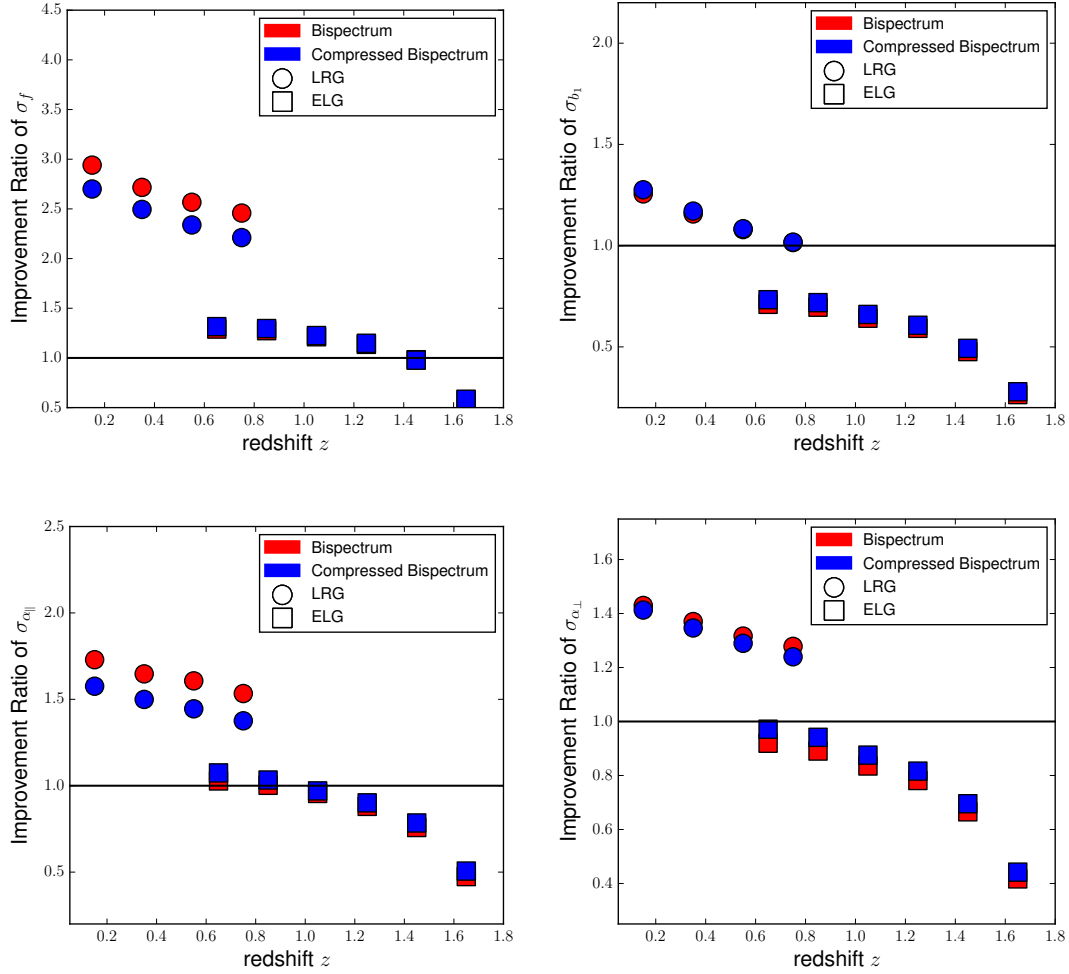 4.5
4.0
3.5
3.0
2.5
2.0
1.5
1.0
0.5
Improvement Ratio of σ_f
Bispectrum
Compressed Bispectrum
LRG
ELG
0.2 0.4 0.6 0.8 1.0 1.2 1.4 1.6 1.8
redshift z
2.0
1.5
1.0
0.5
Improvement Ratio of σ_{b_1}
Bispectrum
Compressed Bispectrum
LRG
ELG
0.2 0.4 0.6 0.8 1.0 1.2 1.4 1.6 1.8
redshift z
2.5
2.0
1.5
1.0
0.5
Improvement Ratio of σ_{α_∥}
Bispectrum
Compressed Bispectrum
LRG
ELG
0.2 0.4 0.6 0.8 1.0 1.2 1.4 1.6 1.8
redshift z
1.6
1.4
1.2
1.0
0.8
0.6
0.4
Improvement Ratio of σ_{α_⊥}
Bispectrum
Compressed Bispectrum
LRG
ELG
0.2 0.4 0.6 0.8 1.0 1.2 1.4 1.6 1.8
redshift z